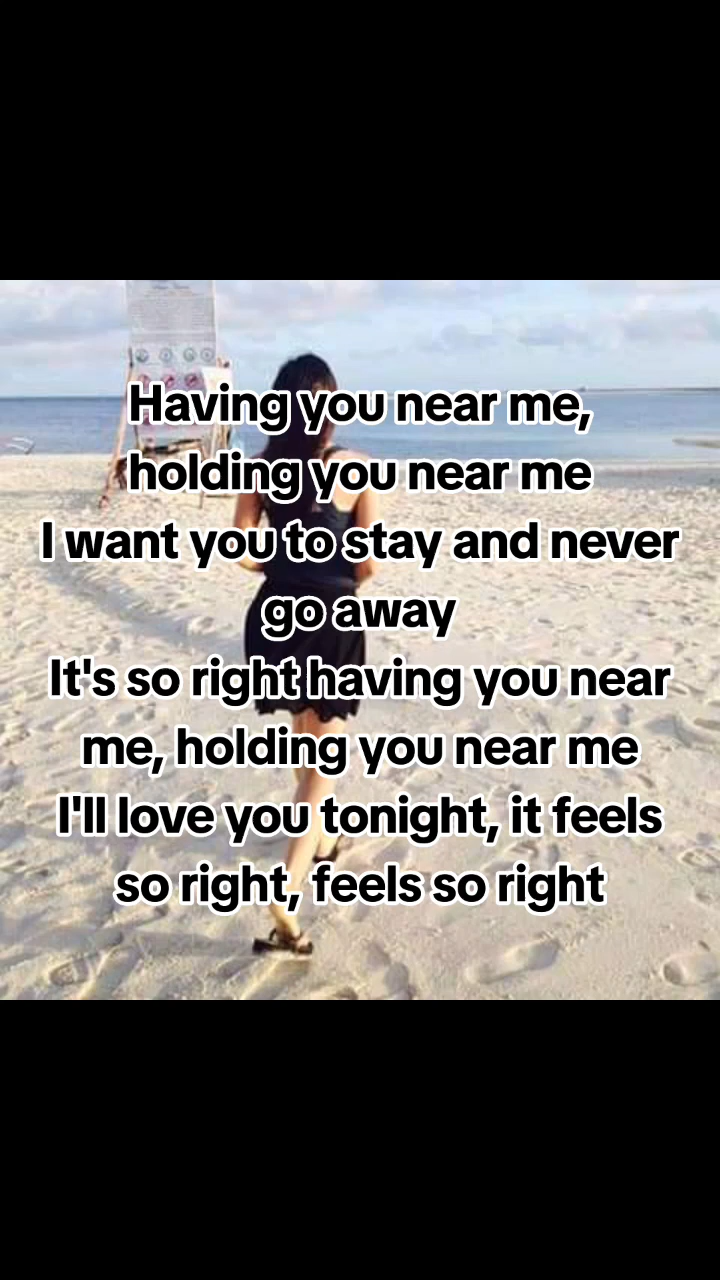 Having you near me,
holding you near me
I want you to stay and never
go away
It's so right having you near
me, holding you near me
I'll love you tonight, it feels
so right, feels so right